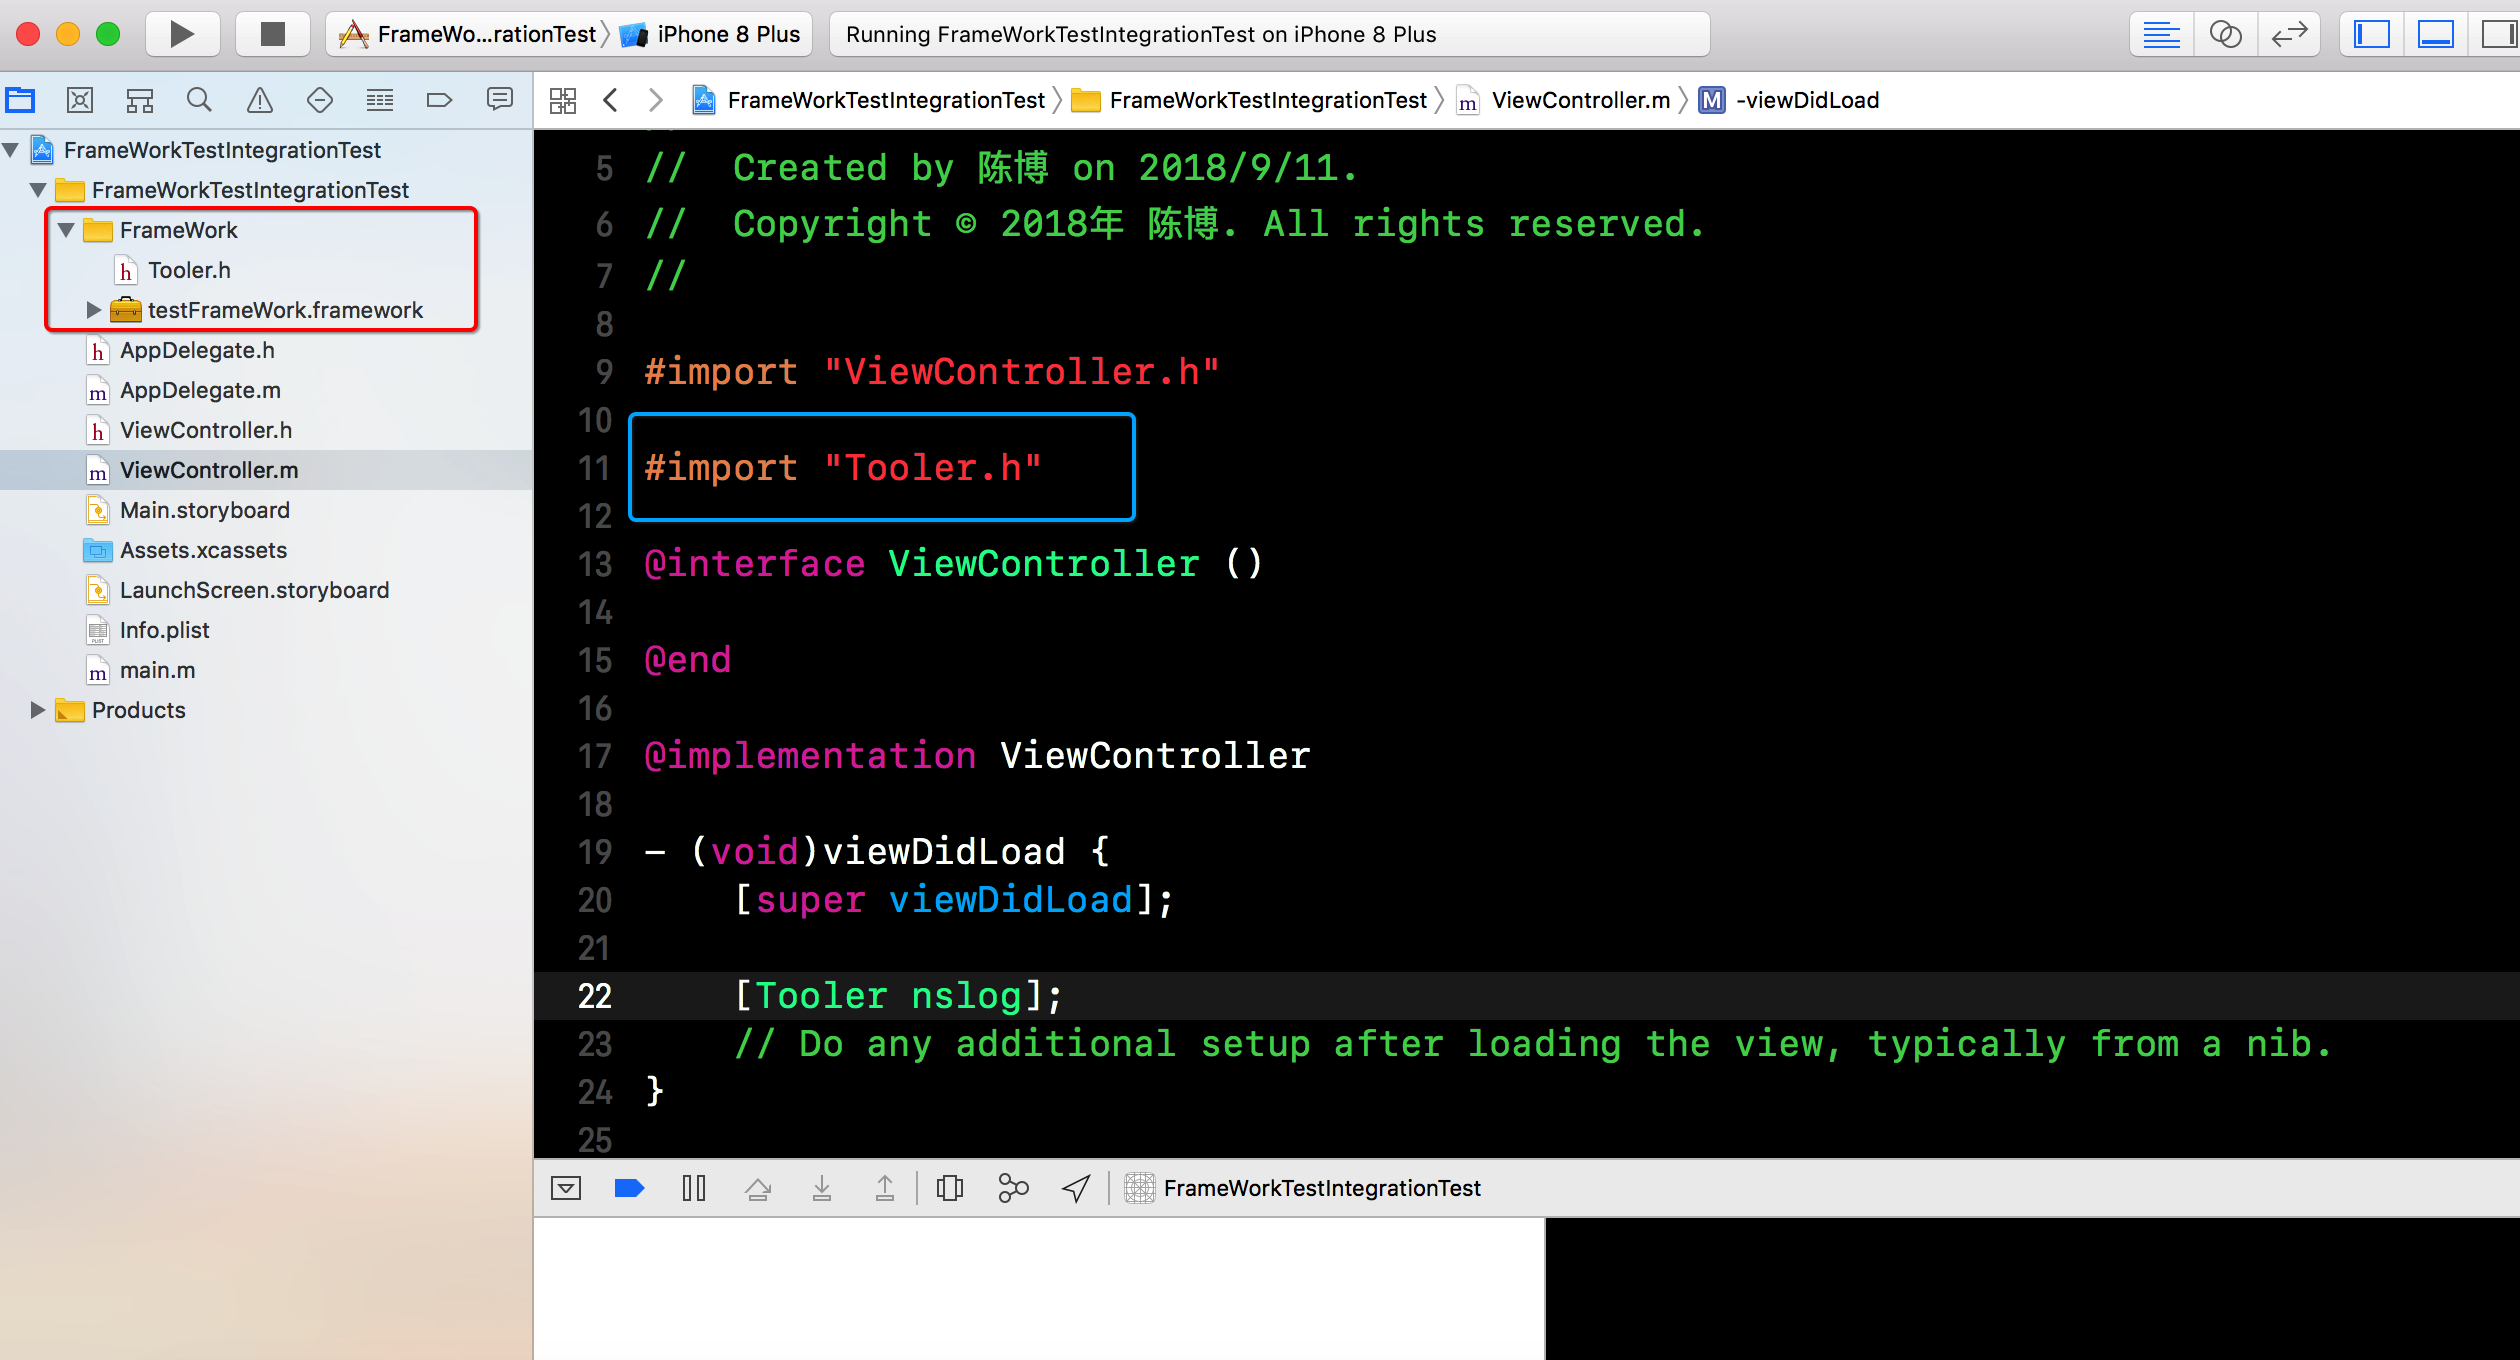 FrameWo...rationTest iPhone 8 Plus Running FrameWorkTestIntegrationTest on iPhone 8 Plus
FrameWorkTestIntegrationTest FrameWorkTestIntegrationTest m ViewController.m M -viewDidLoad
FrameWorkTestIntegrationTest
FrameWorkTestIntegrationTest
FrameWork
h Tooler.h
testFrameWork.framework
h AppDelegate.h
m AppDelegate.m
h ViewController.h
m ViewController.m
Main.storyboard
Assets.xcassets
LaunchScreen.storyboard
PLIST Info.plist
m main.m
Products
5 //  Created by 陈博 on 2018/9/11.
6 //  Copyright © 2018年 陈博. All rights reserved.
7 //
8
9 #import "ViewController.h"
10
11 #import "Tooler.h"
12
13 @interface ViewController ()
14
15 @end
16
17 @implementation ViewController
18
19 - (void)viewDidLoad {
20     [super viewDidLoad];
21
22     [Tooler nslog];
23     // Do any additional setup after loading the view, typically from a nib.
24 }
25
FrameWorkTestIntegrationTest